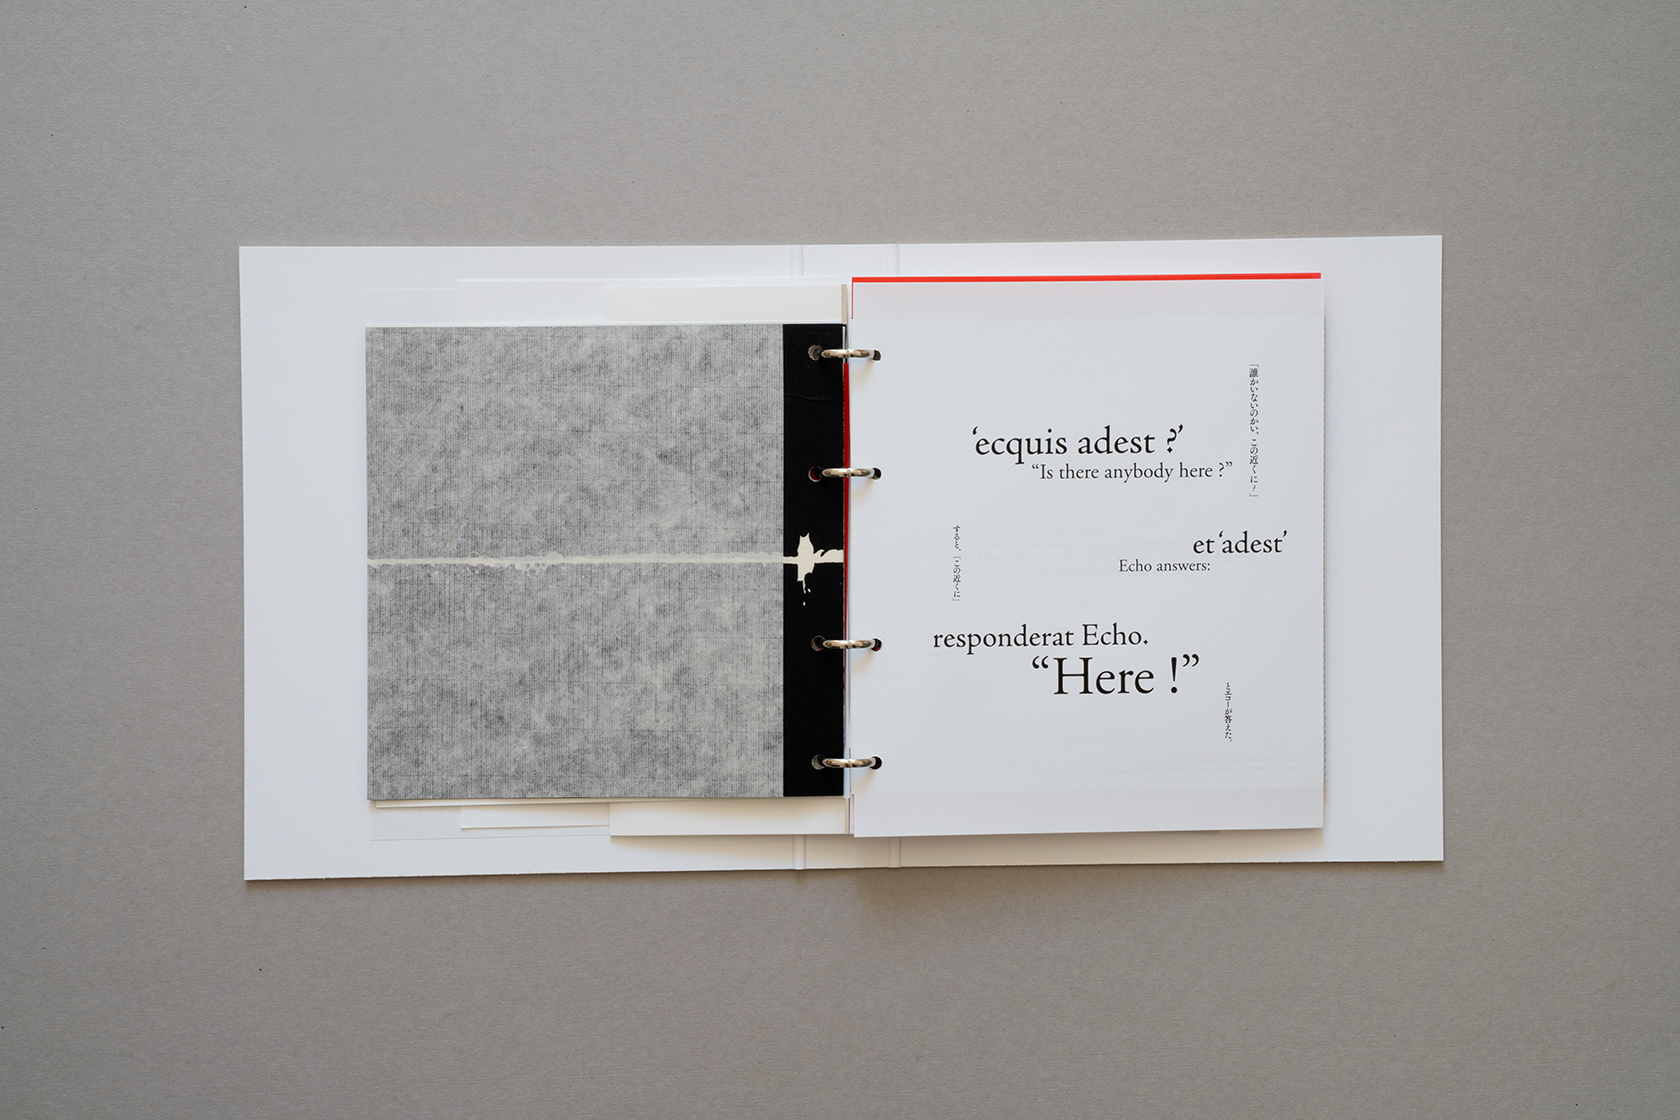 ‘ecquis adest ?’
“Is there anybody here ?”
「誰かいないのかい、この近くに？」
et ‘adest’
Echo answers:
すると、「この近くに」
responderat Echo.
“Here !”
とエコーが答えた。